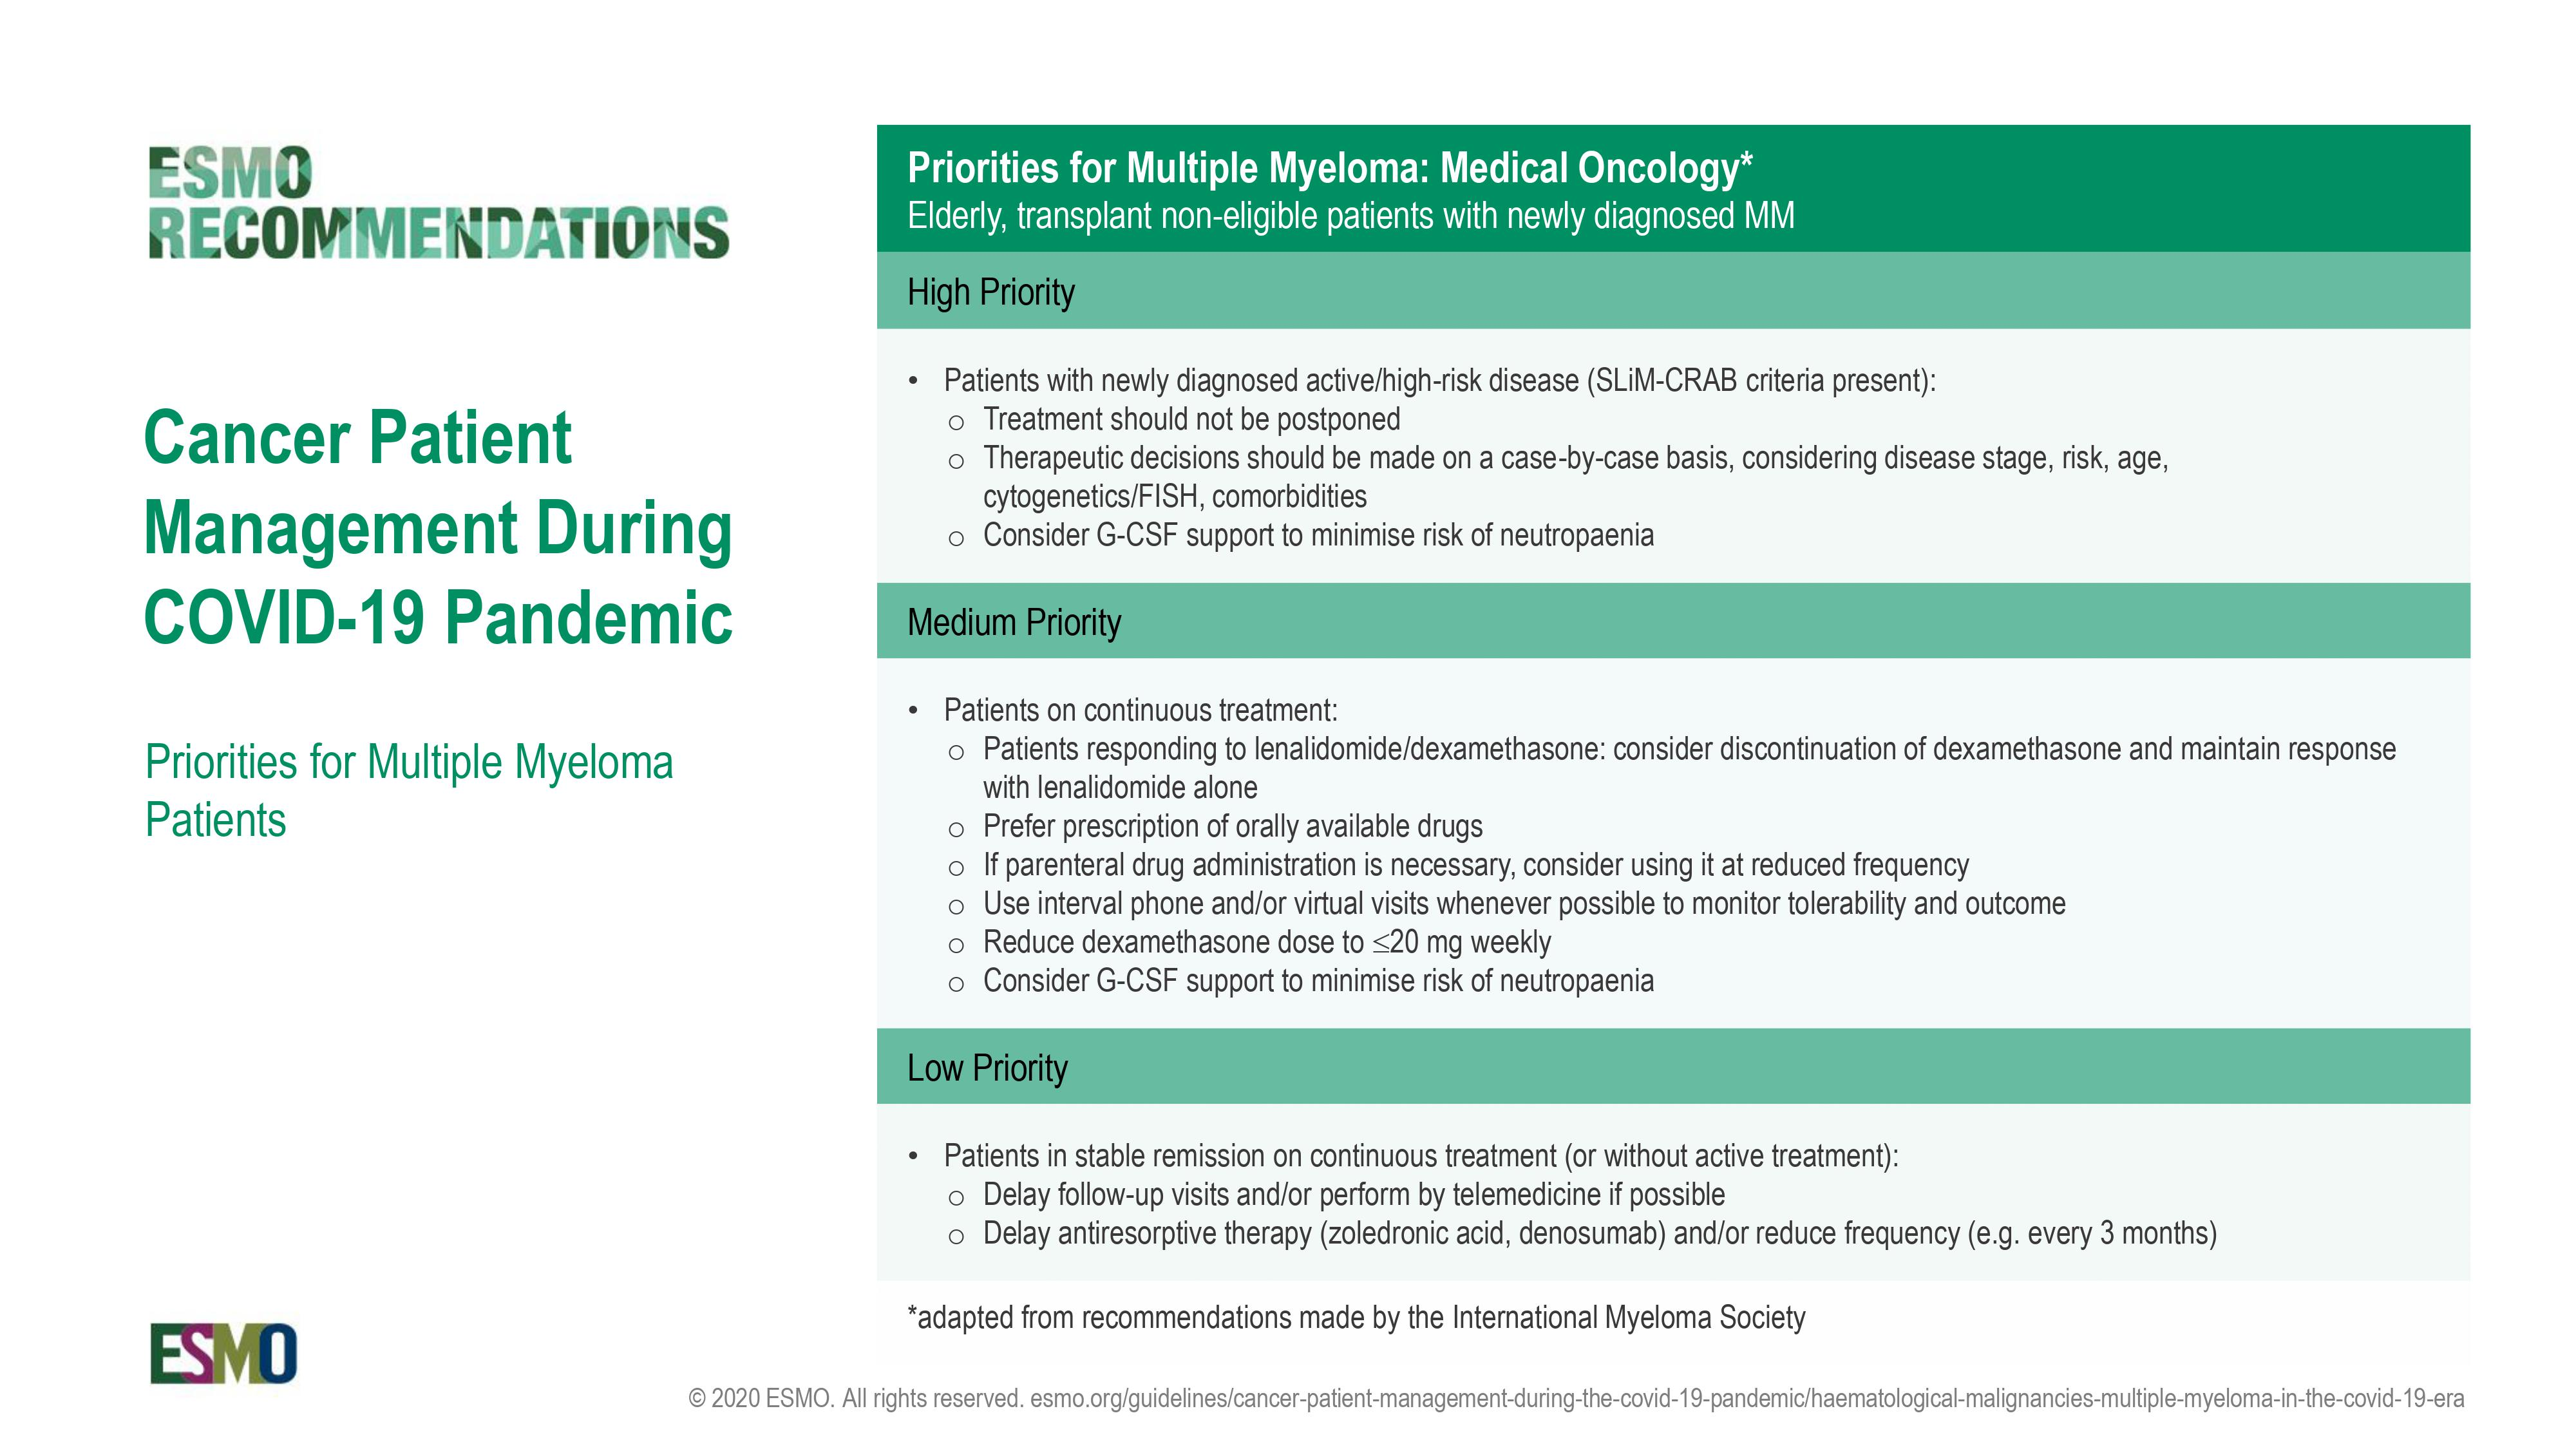 ESMO
RECOMMENDATIONS
Cancer Patient
Management During
COVID-19 Pandemic
Priorities for Multiple Myeloma
Patients
ESMO
Priorities for Multiple Myeloma: Medical Oncology*
Elderly, transplant non-eligible patients with newly diagnosed MM
High Priority
• Patients with newly diagnosed active/high-risk disease (SLiM-CRAB criteria present):
o Treatment should not be postponed
o Therapeutic decisions should be made on a case-by-case basis, considering disease stage, risk, age,
cytogenetics/FISH, comorbidities
o Consider G-CSF support to minimise risk of neutropaenia
Medium Priority
• Patients on continuous treatment:
o Patients responding to lenalidomide/dexamethasone: consider discontinuation of dexamethasone and maintain response
with lenalidomide alone
o Prefer prescription of orally available drugs
o If parenteral drug administration is necessary, consider using it at reduced frequency
o Use interval phone and/or virtual visits whenever possible to monitor tolerability and outcome
o Reduce dexamethasone dose to ≤20 mg weekly
o Consider G-CSF support to minimise risk of neutropaenia
Low Priority
• Patients in stable remission on continuous treatment (or without active treatment):
o Delay follow-up visits and/or perform by telemedicine if possible
o Delay antiresorptive therapy (zoledronic acid, denosumab) and/or reduce frequency (e.g. every 3 months)
*adapted from recommendations made by the International Myeloma Society
© 2020 ESMO. All rights reserved. esmo.org/guidelines/cancer-patient-management-during-the-covid-19-pandemic/haematological-malignancies-multiple-myeloma-in-the-covid-19-era